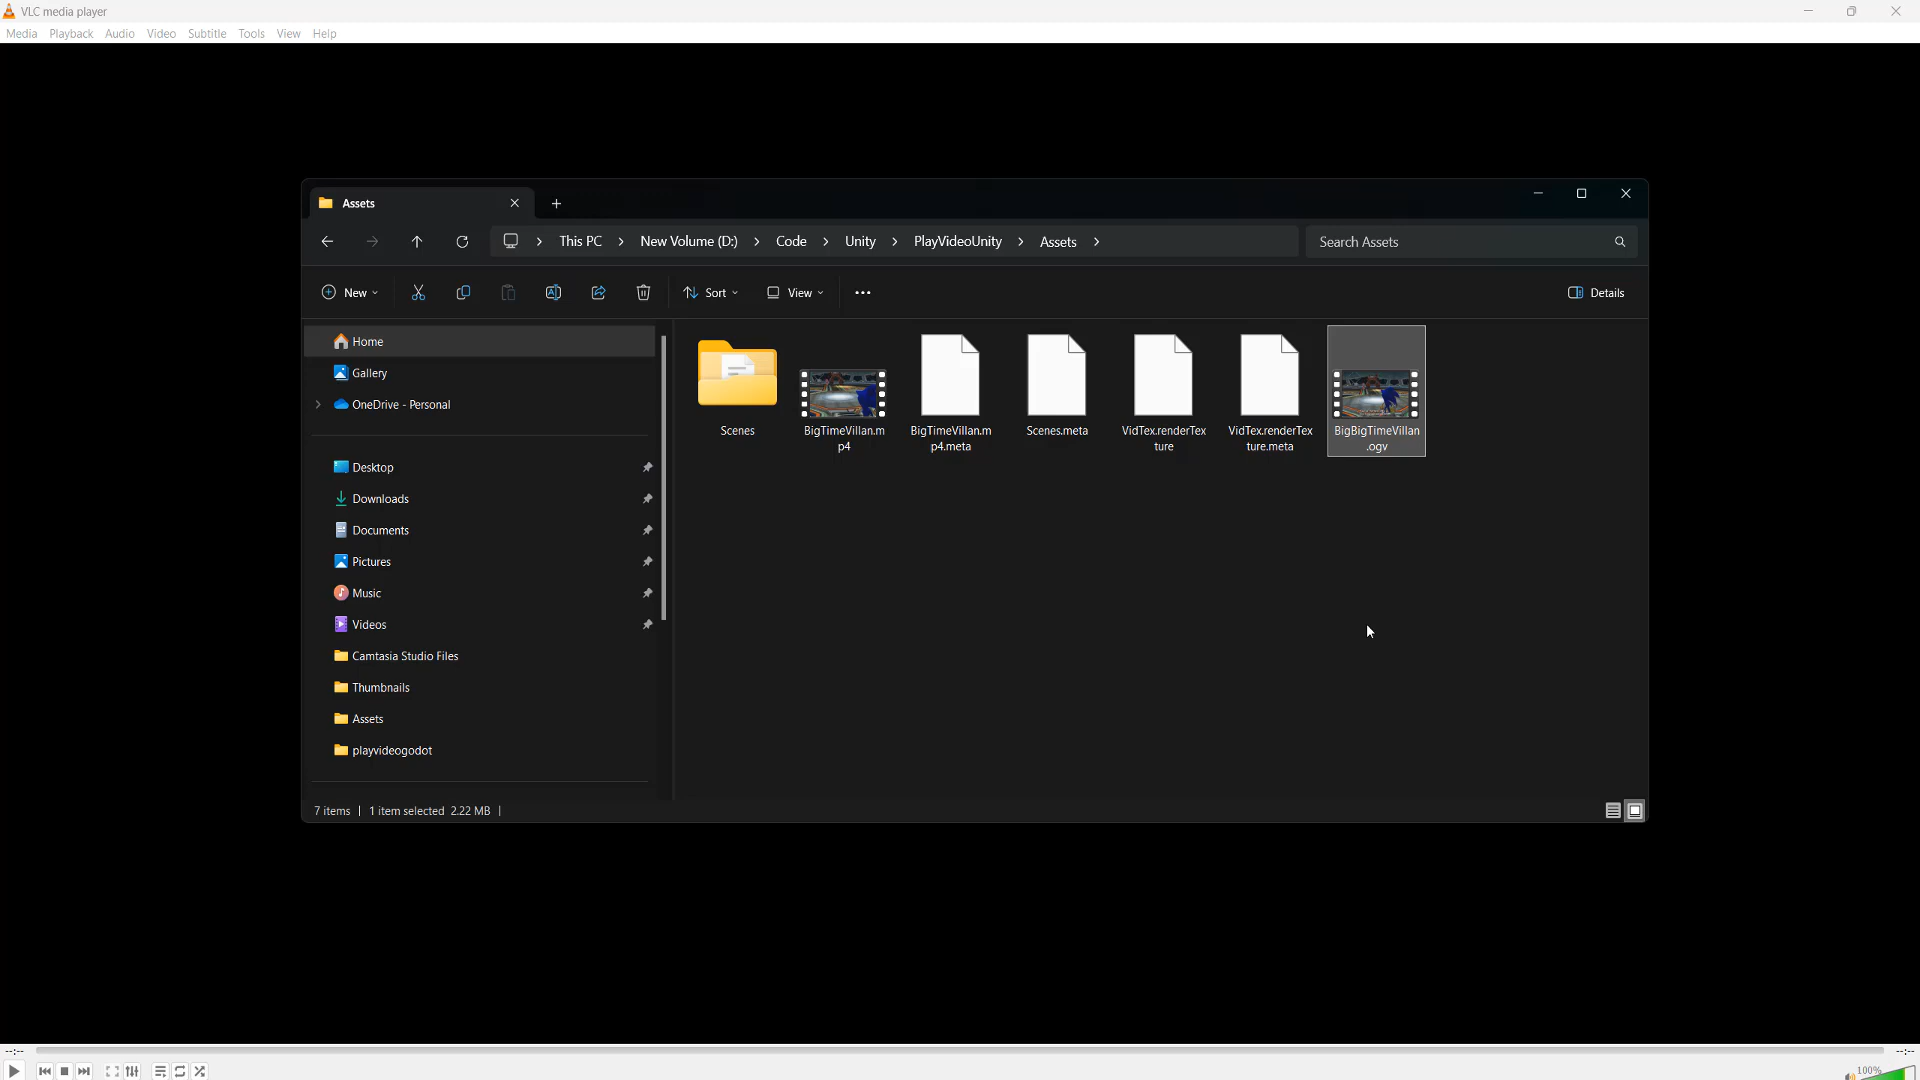 VLC media player
Media Playback Audio Video Subtitle Tools View Help
Assets
This PC New Volume (D:) Code Unity PlayVideoUnity Assets
Search Assets
New
Sort
View
Details
Home
Gallery
OneDrive - Personal
Desktop
Downloads
Documents
Pictures
Music
Videos
Camtasia Studio Files
Thumbnails
Assets
playvideogodot
Scenes
BigTimeVillan.m
p4
BigTimeVillan.m
p4.meta
Scenes.meta
VidTex.renderTex
ture
VidTex.renderTex
ture.meta
BigBigTimeVillan
.ogv
7 items | 1 item selected 2.22 MB |
--:--
--:--
100%